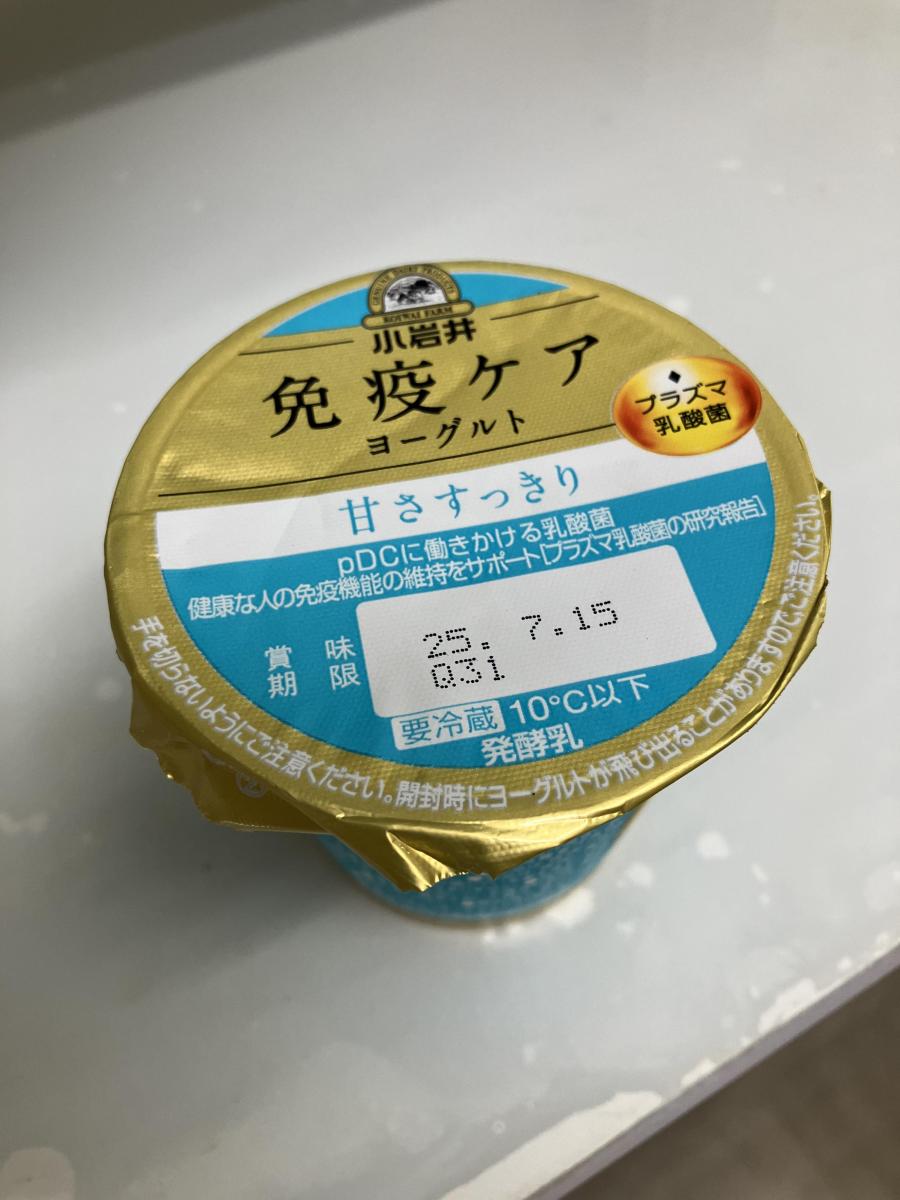 GENUINE DAIRY PRODUCTS
KOIWAI FARM
小岩井
免疫ケア
ヨーグルト
プラズマ
乳酸菌
甘さすっきり
pDCに働きかける乳酸菌
健康な人の免疫機能の維持をサポート[プラズマ乳酸菌の研究報告]
賞味
期限
25. 7.15
Q31
要冷蔵 10°C以下
発酵乳
開封時にヨーグルトが飛び出ることがありますのでご注意ください。
手を切らないようにご注意ください。